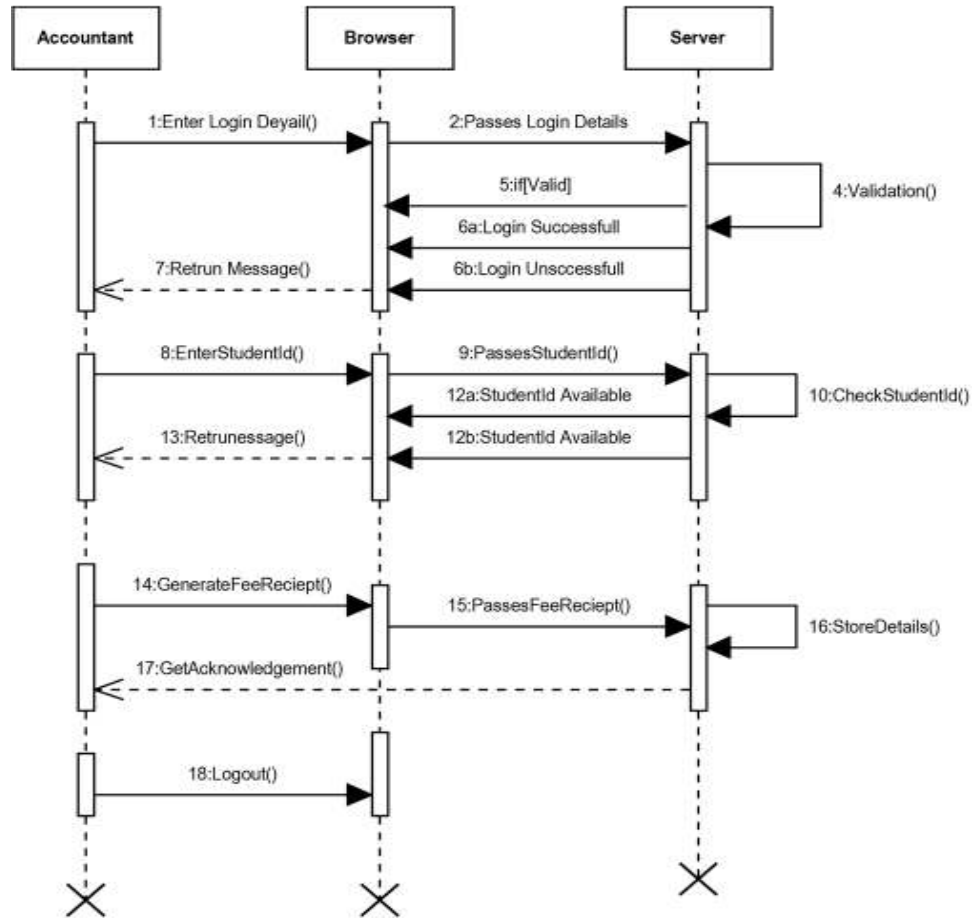 Accountant
Browser
Server
1:Enter Login Deyail()
2:Passes Login Details
5:if[Valid]
4:Validation()
6a:Login Successfull
7:Retrun Message()
6b:Login Unsccessfull
8:EnterStudentId()
9:PassesStudentId()
12a:StudentId Available
10:CheckStudentId()
13:Retrunessage()
12b:StudentId Available
14:GenerateFeeReciept()
15:PassesFeeReciept()
16:StoreDetails()
17:GetAcknowledgement()
18:Logout()